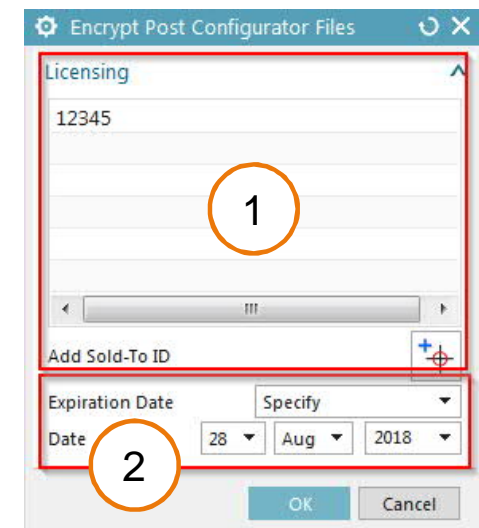 Encrypt Post Configurator Files
Licensing
12345
1
Add Sold-To ID
Expiration Date Specify
Date 28 Aug 2018
2
OK Cancel